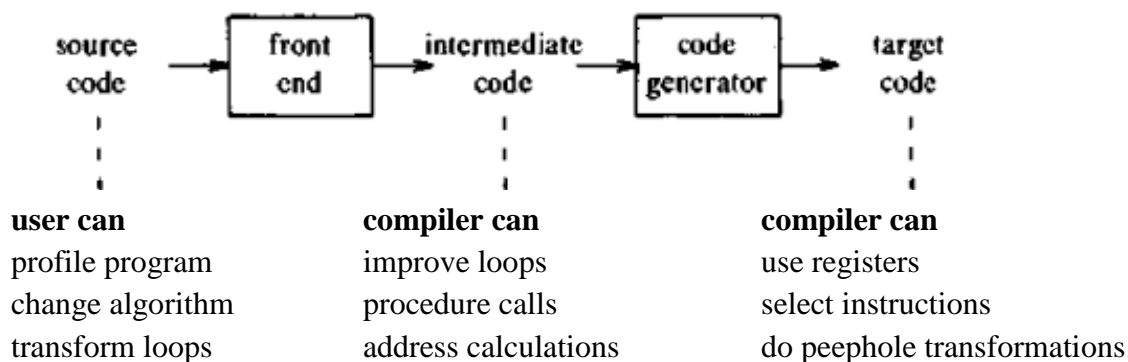 source code
front end
intermediate code
code generator
target code
user can
profile program
change algorithm
transform loops
compiler can
improve loops
procedure calls
address calculations
compiler can
use registers
select instructions
do peephole transformations